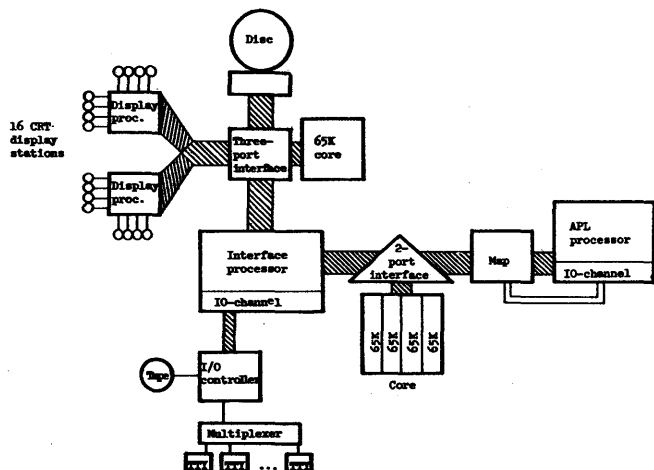 Disc
16 CRT-
display
stations
Display
proc.
Three-
port
interface
65K
core
Display
proc.
Interface
processor
IO-channel
2-
port
interface
Map
APL
processor
IO-channel
65K
65K
65K
65K
Core
Tape
I/O
controller
Multiplexer
...